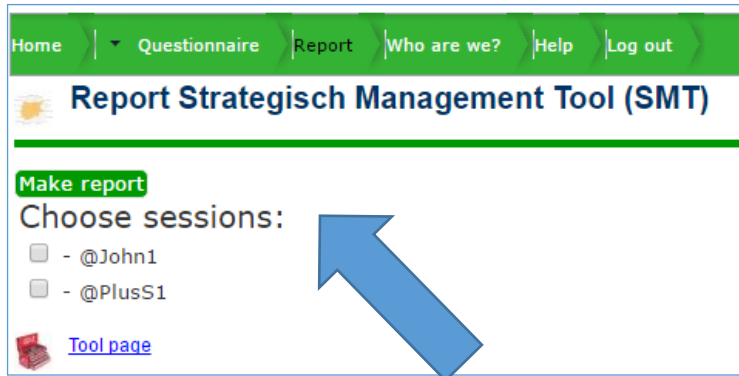 Home Questionnaire Report Who are we? Help Log out
Report Strategisch Management Tool (SMT)
Make report
Choose sessions:
- @John1
- @PlusS1
Tool page